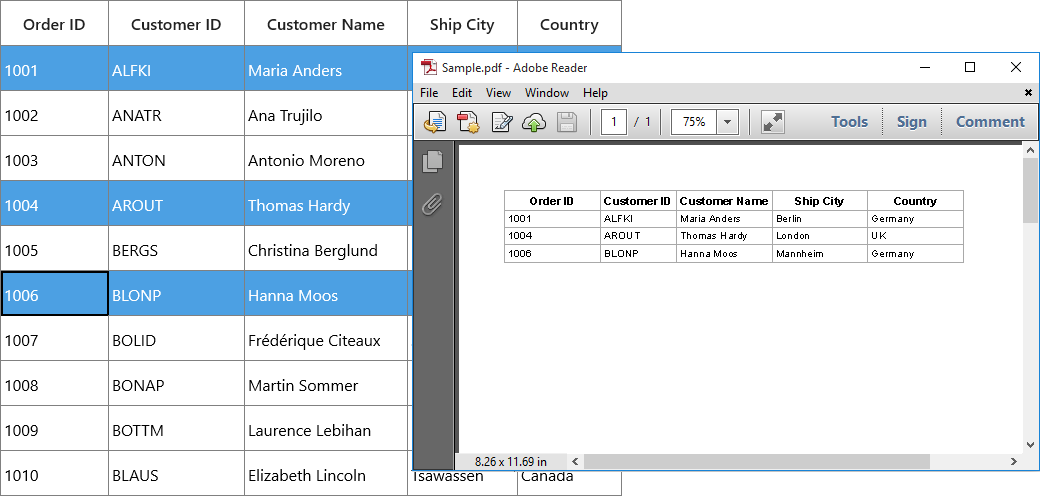 Order ID Customer ID Customer Name Ship City Country
1001 ALFKI Maria Anders
1002 ANATR Ana Trujilo
1003 ANTON Antonio Moreno
1004 AROUT Thomas Hardy
1005 BERGS Christina Berglund
1006 BLONP Hanna Moos
1007 BOLID Frédérique Citeaux
1008 BONAP Martin Sommer
1009 BOTTM Laurence Lebihan
1010 BLAUS Elizabeth Lincoln Tsawassen Canada
Sample.pdf - Adobe Reader
File Edit View Window Help
1 / 1 75% Tools Sign Comment
Order ID Customer ID Customer Name Ship City Country
1001 ALFKI Maria Anders Berlin Germany
1004 AROUT Thomas Hardy London UK
1006 BLONP Hanna Moos Mannheim Germany
8.26 x 11.69 in